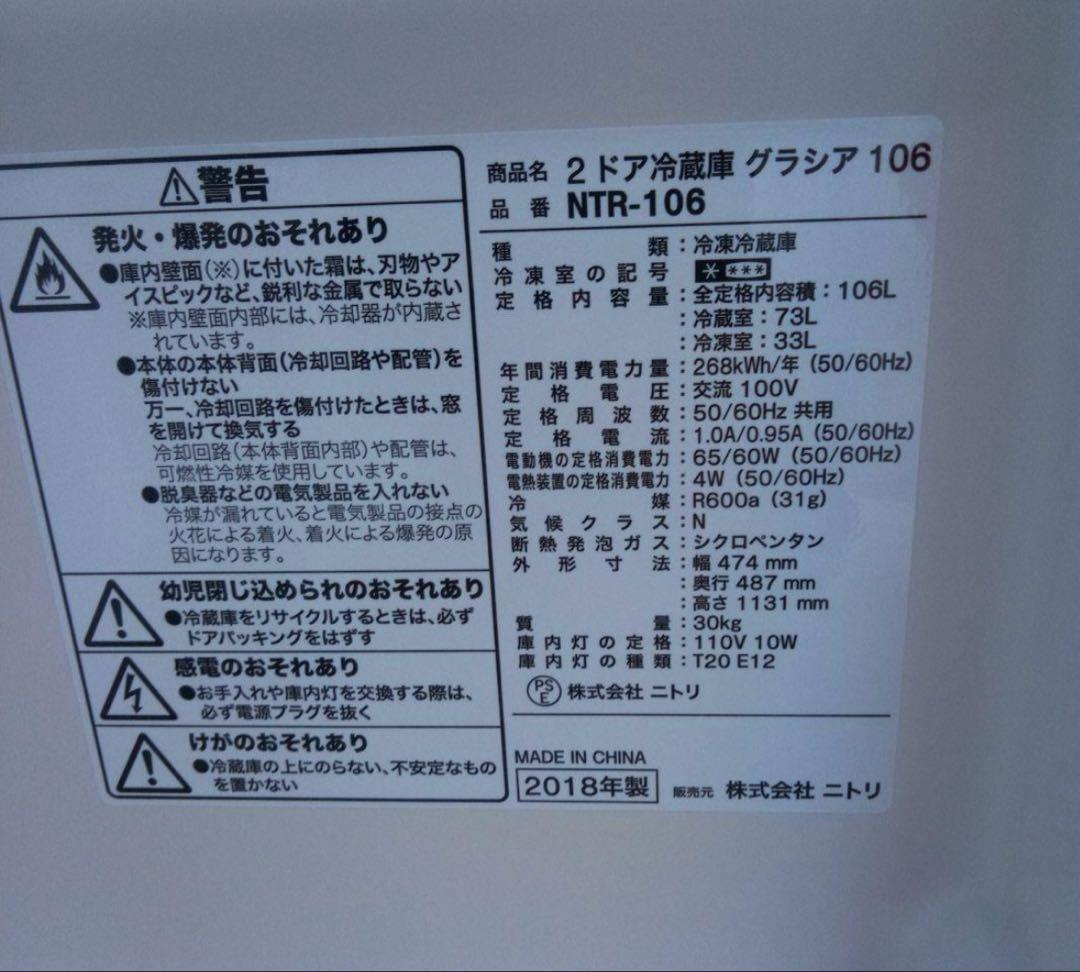 ⚠警告
発火・爆発のおそれあり
●庫内壁面(※)に付いた霜は、刃物やア
イスピックなど、鋭利な金属で取らない
※庫内壁面内部には、冷却器が内蔵さ
れています。
●本体の本体背面(冷却回路や配管)を
傷付けない
万一、冷却回路を傷付けたときは、窓
を開けて換気する
冷却回路(本体背面内部)や配管は、
可燃性冷媒を使用しています。
●脱臭器などの電気製品を入れない
冷媒が漏れていると電気製品の接点の
火花による着火、着火による爆発の原
因になります。
幼児閉じ込められのおそれあり
●冷蔵庫をリサイクルするときは、必ず
ドアパッキングをはずす
感電のおそれあり
●お手入れや庫内灯を交換する際は、
必ず電源プラグを抜く
けがのおそれあり
●冷蔵庫の上にのらない、不安定なもの
を置かない
商品名 2ドア冷蔵庫 グラシア 106
品番 NTR-106
種類:冷凍冷蔵庫
冷凍室の記号 * ***
定格内容量:全定格内容積:106L
:冷蔵室:73L
:冷凍室:33L
年間消費電力量:268kWh/年(50/60Hz)
定格電圧:交流 100V
定格周波数:50/60Hz 共用
定格電流:1.0A/0.95A(50/60Hz)
電動機の定格消費電力:65/60W(50/60Hz)
電熱装置の定格消費電力:4W(50/60Hz)
冷媒:R600a(31g)
気候クラス:N
断熱発泡ガス:シクロペンタン
外形寸法:幅 474 mm
:奥行 487 mm
:高さ 1131 mm
質量:30kg
庫内灯の定格:110V 10W
庫内灯の種類:T20 E12
PSE 株式会社 ニトリ
MADE IN CHINA
2018年製 販売元 株式会社 ニトリ